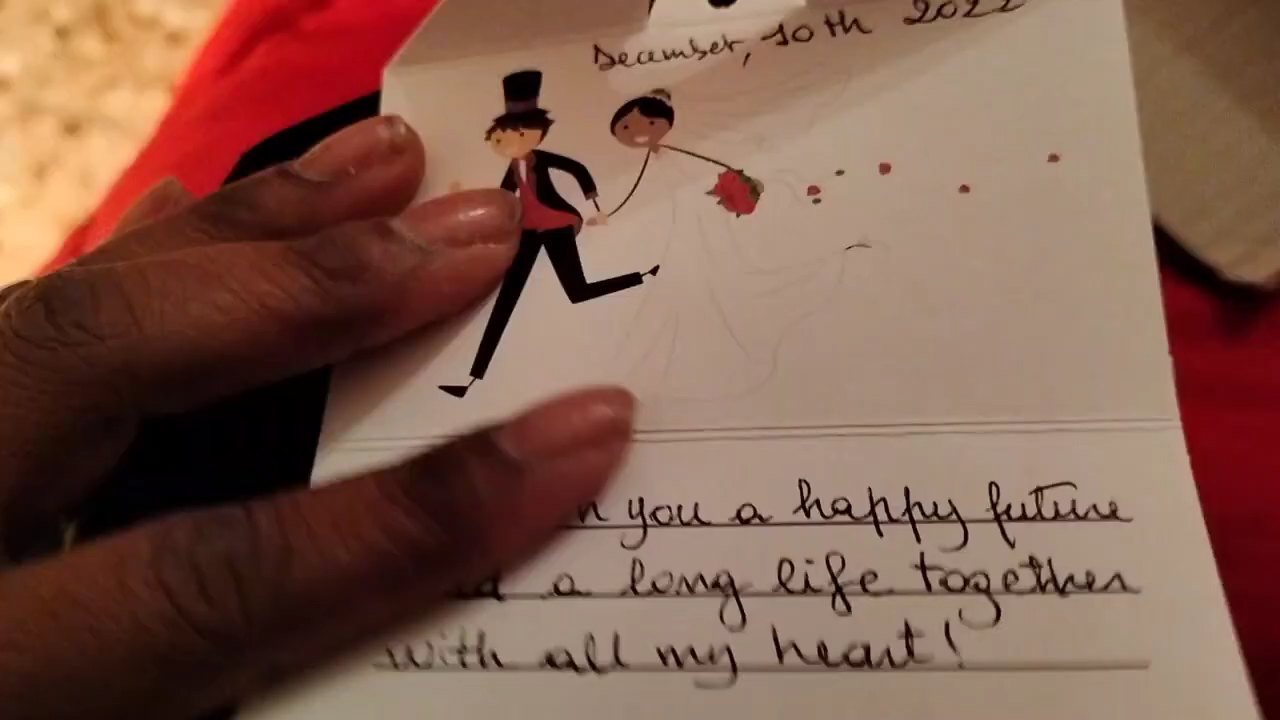 December, 10th 2022
you a happy future
a long life together
with all my heart!